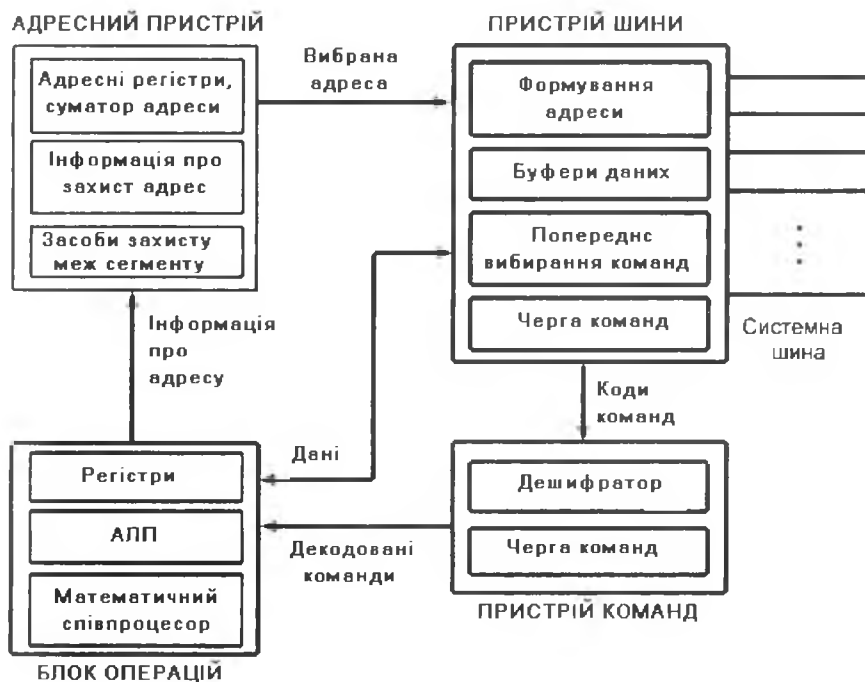 АДРЕСНИЙ ПРИСТРІЙ
Адресні регістри,
суматор адреси
Інформація про
захист адрес
Засоби захисту
меж сегменту
Вибрана
адреса
ПРИСТРІЙ ШИНИ
Формування
адреси
Буфери даних
Попереднс
вибирання команд
Черга команд
Системна
шина
Інформація
про
адресу
Коди
команд
Дані
Регістри
АЛП
Математичний
співпроцесор
БЛОК ОПЕРАЦІЙ
Декодовані
команди
Дешифратор
Черга команд
ПРИСТРІЙ КОМАНД